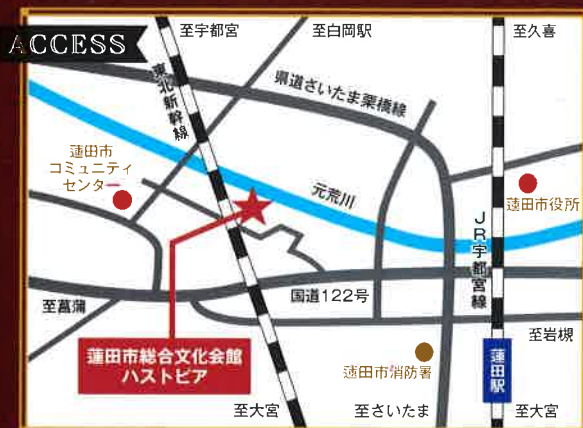 ACCESS
至宇都宮
至白岡駅
至久喜
東北新幹線
県道さいたま栗橋線
蓮田市
コミュニティ
センター
元荒川
蓮田市役所
JR宇都宮線
国道122号
至菖蒲
至岩槻
蓮田市総合文化会館
ハストピア
蓮田市消防署
蓮田駅
至大宮
至さいたま
至大宮